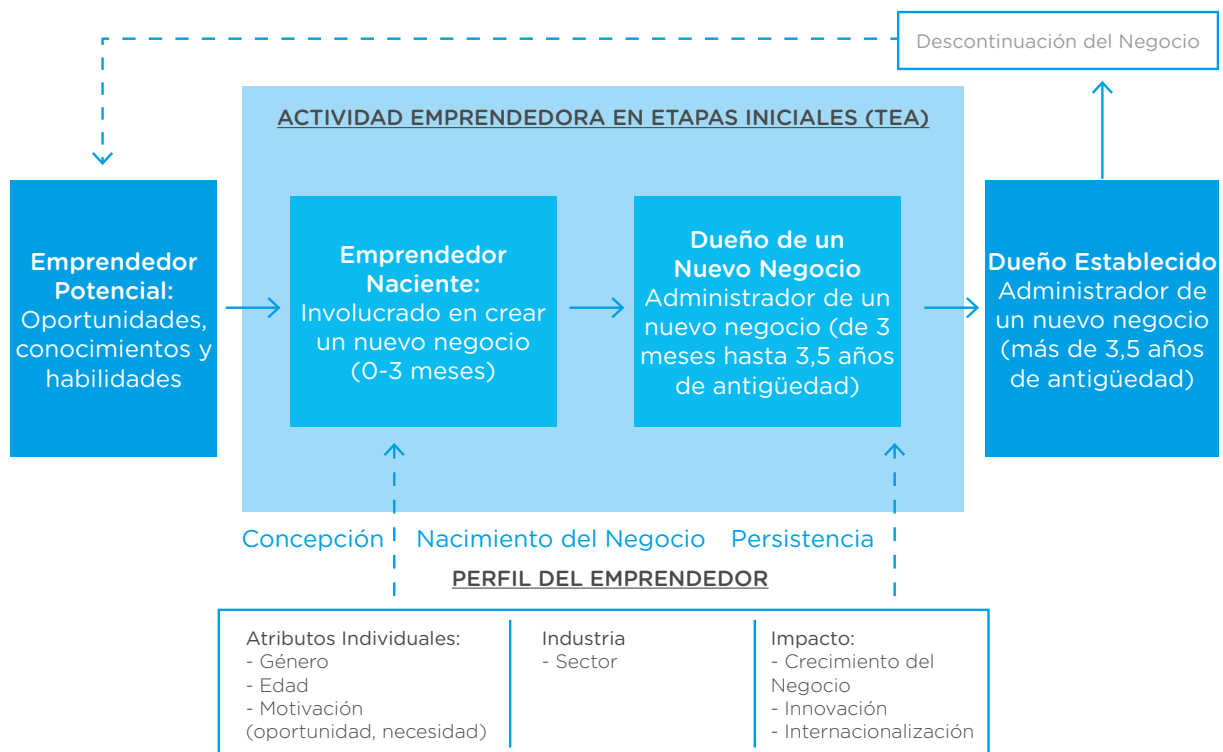 Descontinuación del Negocio
ACTIVIDAD EMPRENDEDORA EN ETAPAS INICIALES (TEA)
Emprendedor
Potencial:
Oportunidades,
conocimientos y
habilidades
Emprendedor
Naciente:
Involucrado en crear
un nuevo negocio
(0-3 meses)
Dueño de un
Nuevo Negocio
Administrador de un
nuevo negocio (de 3
meses hasta 3,5 años
de antigüedad)
Dueño Establecido
Administrador de
un nuevo negocio
(más de 3,5 años
de antigüedad)
Concepción
Nacimiento del Negocio
Persistencia
PERFIL DEL EMPRENDEDOR
Atributos Individuales:
- Género
- Edad
- Motivación
(oportunidad, necesidad)
Industria
- Sector
Impacto:
- Crecimiento del
Negocio
- Innovación
- Internacionalización